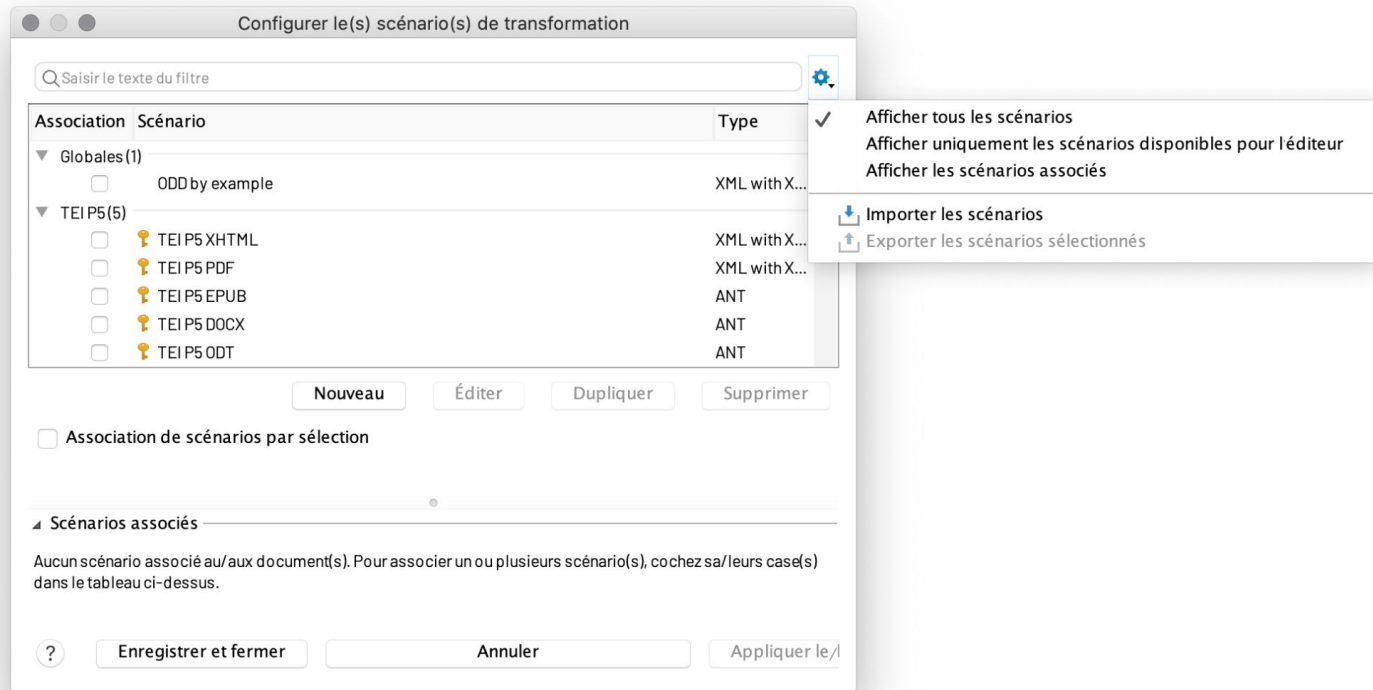 Configurer le(s) scénario(s) de transformation
Saisir le texte du filtre
Association Scénario Type
Globales (1)
ODD by example XML with X...
TEI P5 (5)
TEI P5 XHTML XML with X...
TEI P5 PDF XML with X...
TEI P5 EPUB ANT
TEI P5 DOCX ANT
TEI P5 ODT ANT
Afficher tous les scénarios
Afficher uniquement les scénarios disponibles pour l'éditeur
Afficher les scénarios associés
Importer les scénarios
Exporter les scénarios sélectionnés
Nouveau Éditer Dupliquer Supprimer
Association de scénarios par sélection
Scénarios associés
Aucun scénario associé au/aux document(s). Pour associer un ou plusieurs scénario(s), cochez sa/leurs case(s)
dans le tableau ci-dessus.
? Enregistrer et fermer Annuler Appliquer le/